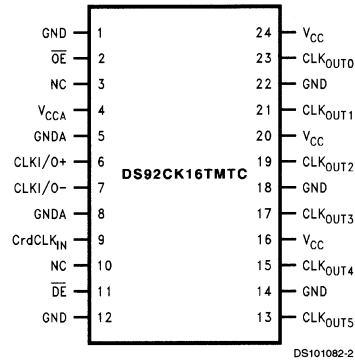 GND 1 24 VCC
OE 2 23 CLKOUT0
NC 3 22 GND
VCCA 4 21 CLKOUT1
GNDA 5 20 VCC
CLKI/O+ 6 19 CLKOUT2
DS92CK16TMTC
CLKI/O- 7 18 GND
GNDA 8 17 CLKOUT3
CrdCLKIN 9 16 VCC
NC 10 15 CLKOUT4
DE 11 14 GND
GND 12 13 CLKOUT5
DS101082-2